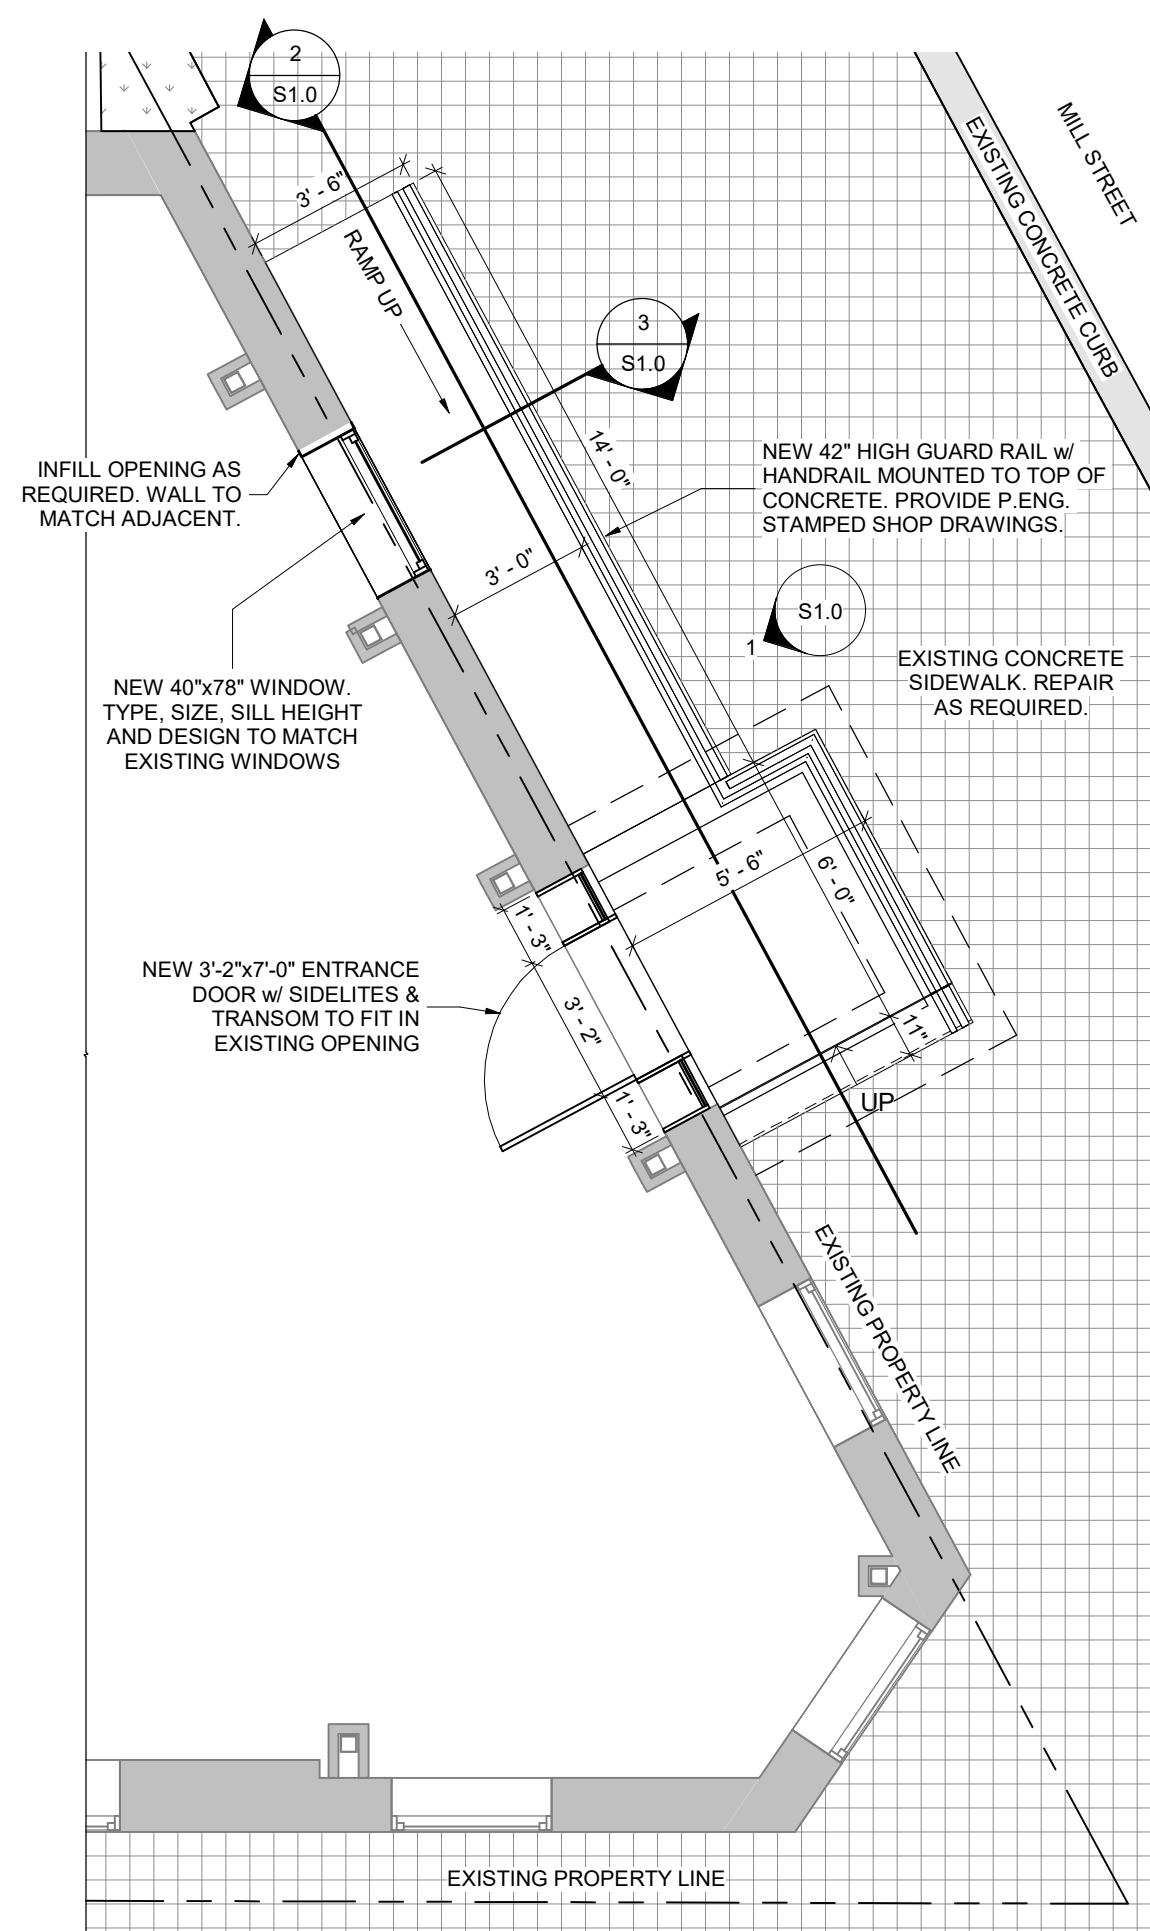 2
S1.0
MILL STREET
EXISTING CONCRETE CURB
3' - 6"
RAMP UP
3
S1.0
14' - 0"
INFILL OPENING AS
REQUIRED. WALL TO
MATCH ADJACENT.
NEW 42" HIGH GUARD RAIL w/
HANDRAIL MOUNTED TO TOP OF
CONCRETE. PROVIDE P.ENG.
STAMPED SHOP DRAWINGS.
3' - 0"
S1.0
1
EXISTING CONCRETE
SIDEWALK. REPAIR
AS REQUIRED.
NEW 40"x78" WINDOW.
TYPE, SIZE, SILL HEIGHT
AND DESIGN TO MATCH
EXISTING WINDOWS
5' - 6"
6' - 0"
1' - 3"
NEW 3'-2"x7'-0" ENTRANCE
DOOR w/ SIDELITES &
TRANSOM TO FIT IN
EXISTING OPENING
3' - 2"
11"
1' - 3"
UP
EXISTING PROPERTY LINE
EXISTING PROPERTY LINE